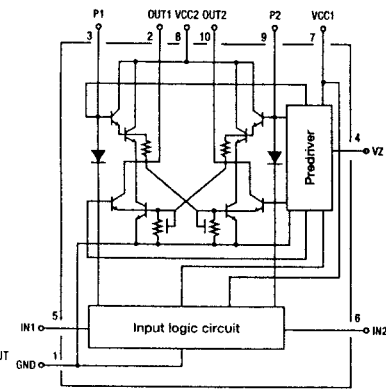 P1 OUT1 VCC2 OUT2 P2 VCC1
3 2 8 10 9 7
4
VZ
Predriver
5 6
IN1 Input logic circuit IN2
UT 1
GND